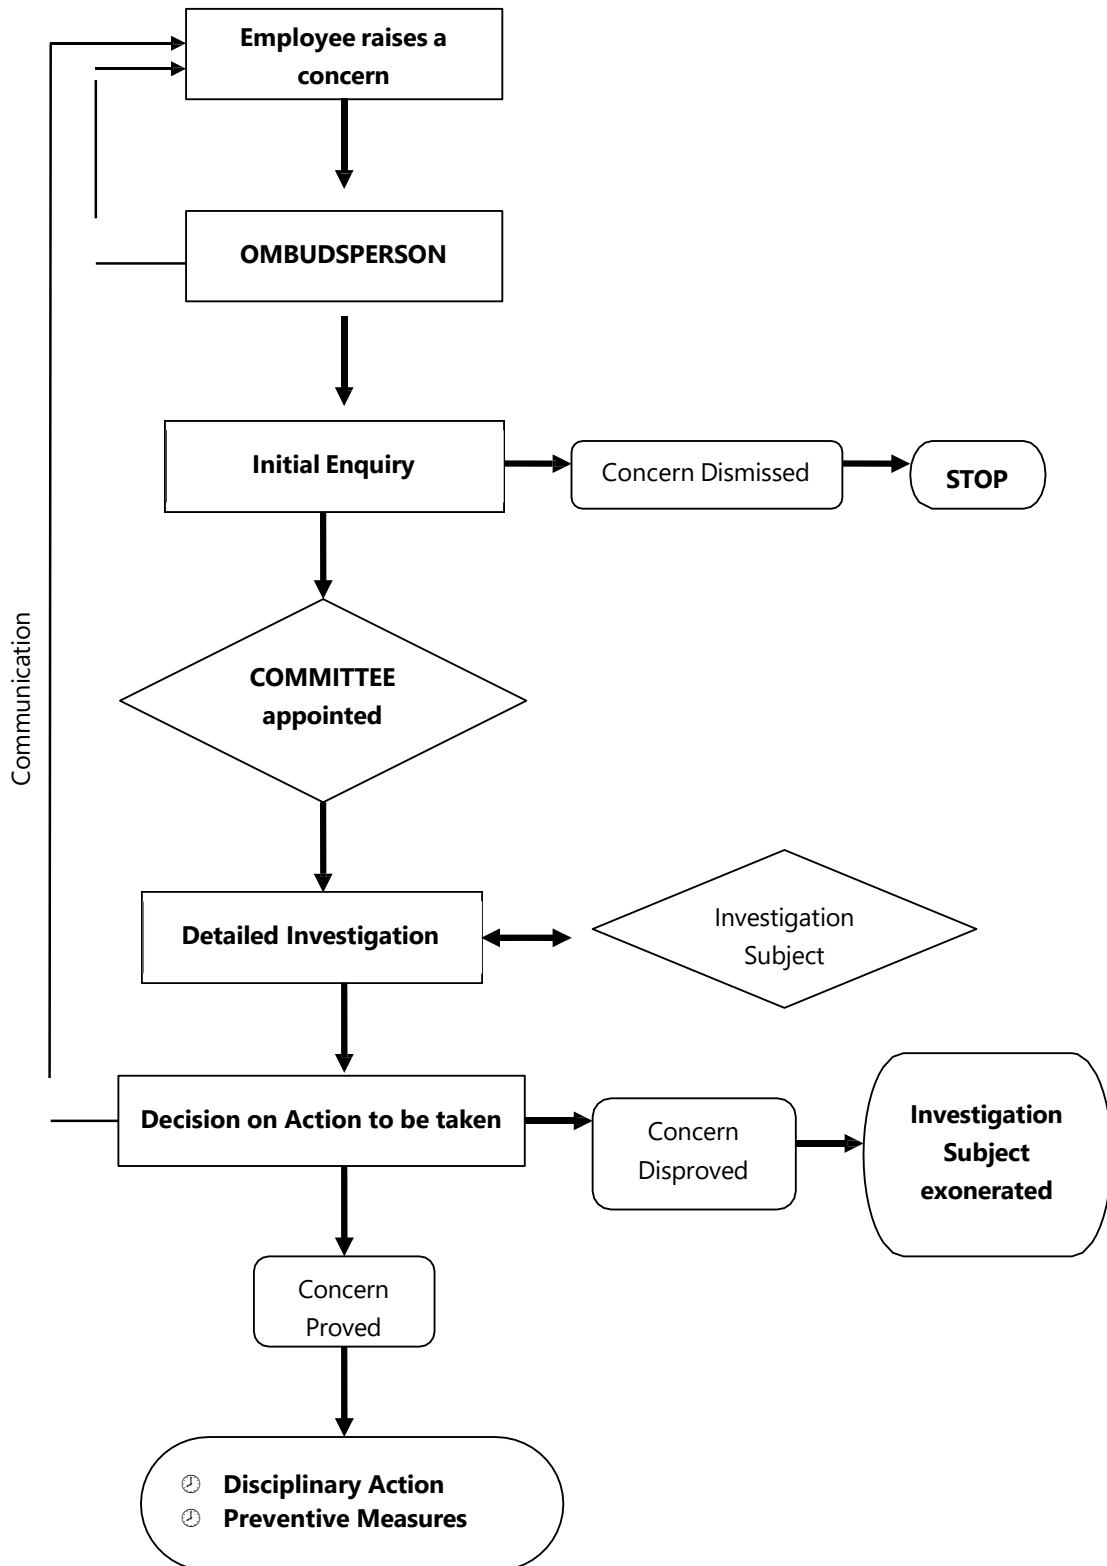 Employee raises a
concern
OMBUDSPERSON
Initial Enquiry
Concern Dismissed
STOP
COMMITTEE
appointed
Communication
Detailed Investigation
Investigation
Subject
Decision on Action to be taken
Concern
Disproved
Investigation
Subject
exonerated
Concern
Proved
Disciplinary Action
Preventive Measures